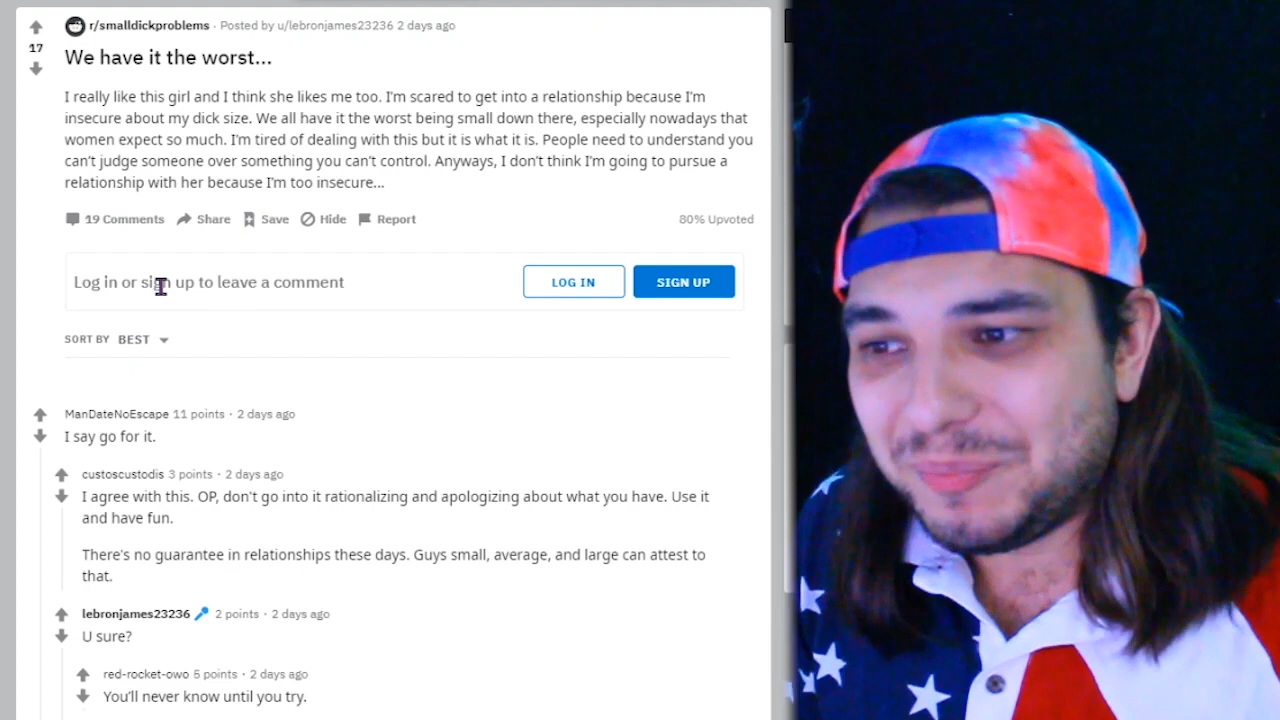 r/smalldickproblems · Posted by u/lebronjames23236 2 days ago
17
We have it the worst...
I really like this girl and I think she likes me too. I'm scared to get into a relationship because I'm
insecure about my dick size. We all have it the worst being small down there, especially nowadays that
women expect so much. I'm tired of dealing with this but it is what it is. People need to understand you
can't judge someone over something you can't control. Anyways, I don't think I'm going to pursue a
relationship with her because I'm too insecure...
19 Comments Share Save Hide Report 80% Upvoted
Log in or sign up to leave a comment LOG IN SIGN UP
SORT BY BEST
ManDateNoEscape 11 points · 2 days ago
I say go for it.
custoscustodis 3 points · 2 days ago
I agree with this. OP, don't go into it rationalizing and apologizing about what you have. Use it
and have fun.
There's no guarantee in relationships these days. Guys small, average, and large can attest to
that.
lebronjames23236 2 points · 2 days ago
U sure?
red-rocket-owo 5 points · 2 days ago
You'll never know until you try.